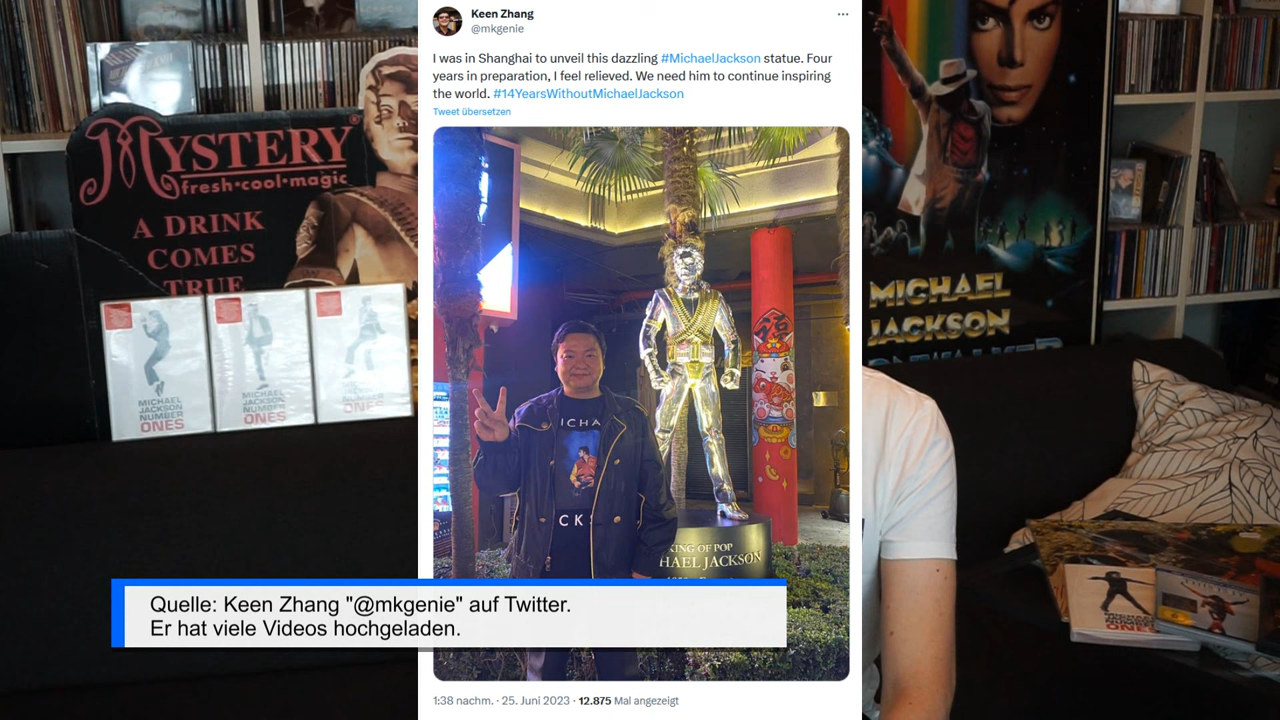 Keen Zhang
@mkgenie
I was in Shanghai to unveil this dazzling #MichaelJackson statue. Four
years in preparation, I feel relieved. We need him to continue inspiring
the world. #14YearsWithoutMichaelJackson
Tweet übersetzen
MYSTERY
fresh•cool•magic
A DRINK
COMES
TRUE
MICHAEL
JACKSON
NUMBER
ONES
MICHAEL
JACKSON
NUMBER
ONES
ONES
ICHA
CK
KING OF POP
HAEL JACKSON
MICHAEL
JACKSON
ONES
Quelle: Keen Zhang "@mkgenie" auf Twitter.
Er hat viele Videos hochgeladen.
1:38 nachm. · 25. Juni 2023 · 12.875 Mal angezeigt